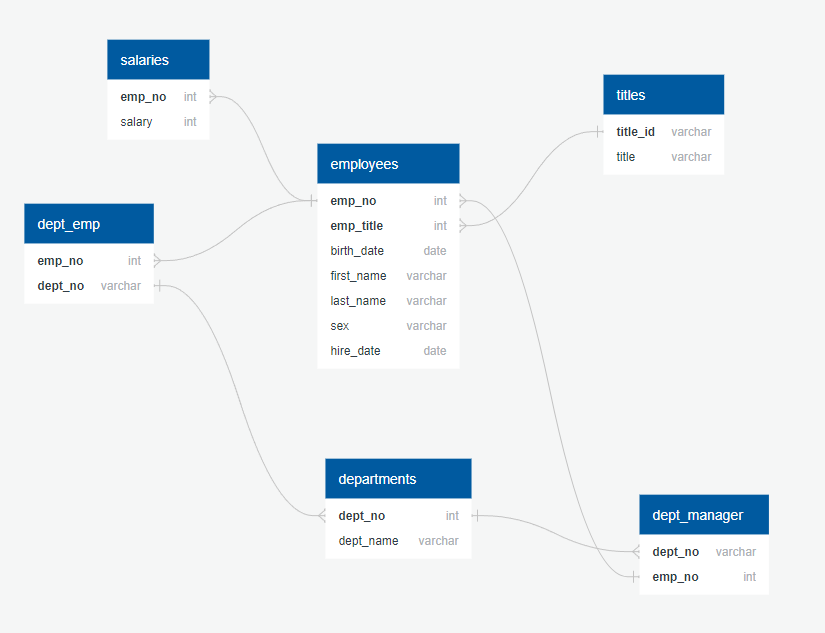 salaries
emp_no int
salary int
titles
title_id varchar
title varchar
employees
emp_no int
emp_title int
birth_date date
first_name varchar
last_name varchar
sex varchar
hire_date date
dept_emp
emp_no int
dept_no varchar
departments
dept_no int
dept_name varchar
dept_manager
dept_no varchar
emp_no int